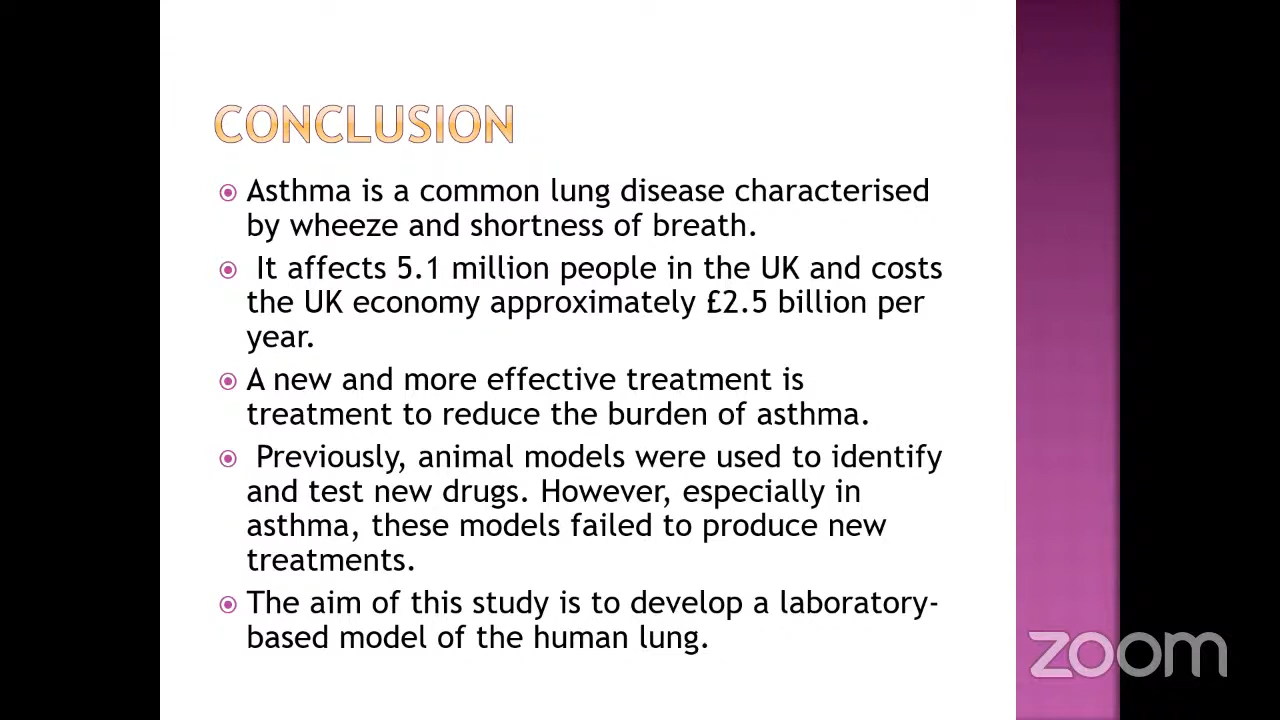 CONCLUSION
Asthma is a common lung disease characterised
by wheeze and shortness of breath.
It affects 5.1 million people in the UK and costs
the UK economy approximately £2.5 billion per
year.
A new and more effective treatment is
treatment to reduce the burden of asthma.
Previously, animal models were used to identify
and test new drugs. However, especially in
asthma, these models failed to produce new
treatments.
The aim of this study is to develop a laboratory-
based model of the human lung.
zoom